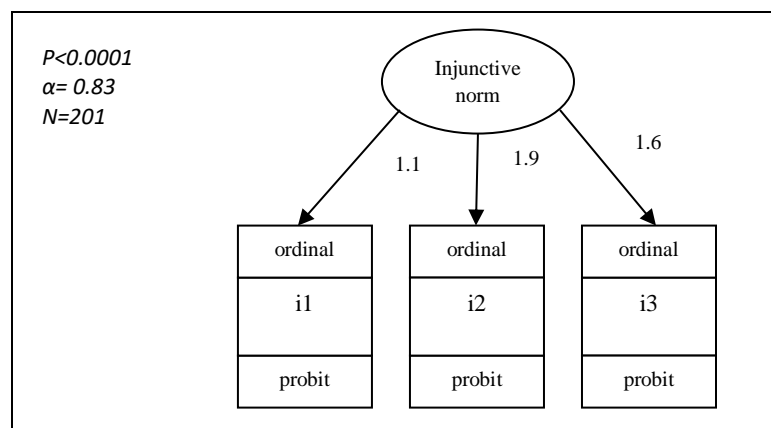 P<0.0001
α= 0.83
N=201
Injunctive
norm
1.1
1.9
1.6
ordinal ordinal ordinal
i1 i2 i3
probit probit probit